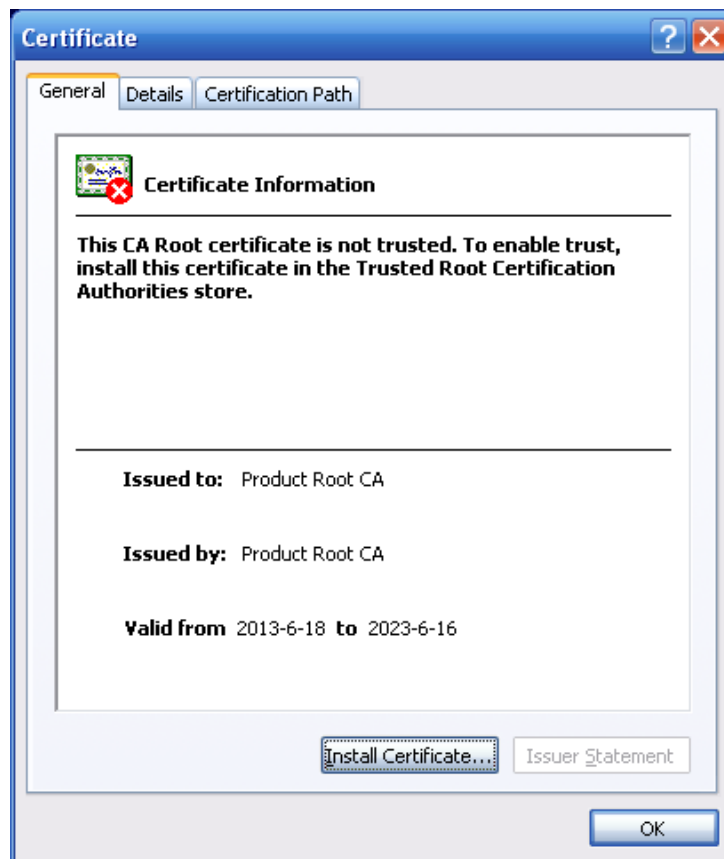 Certificate
General Details Certification Path
Certificate Information
This CA Root certificate is not trusted. To enable trust,
install this certificate in the Trusted Root Certification
Authorities store.
Issued to: Product Root CA
Issued by: Product Root CA
Valid from 2013-6-18 to 2023-6-16
Install Certificate... Issuer Statement
OK